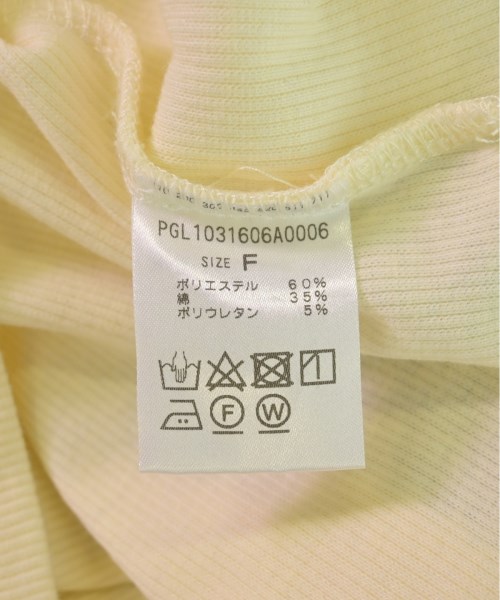 PGL1031606A0006
SIZE F
ポリエステル 60%
綿 35%
ポリウレタン 5%
F W